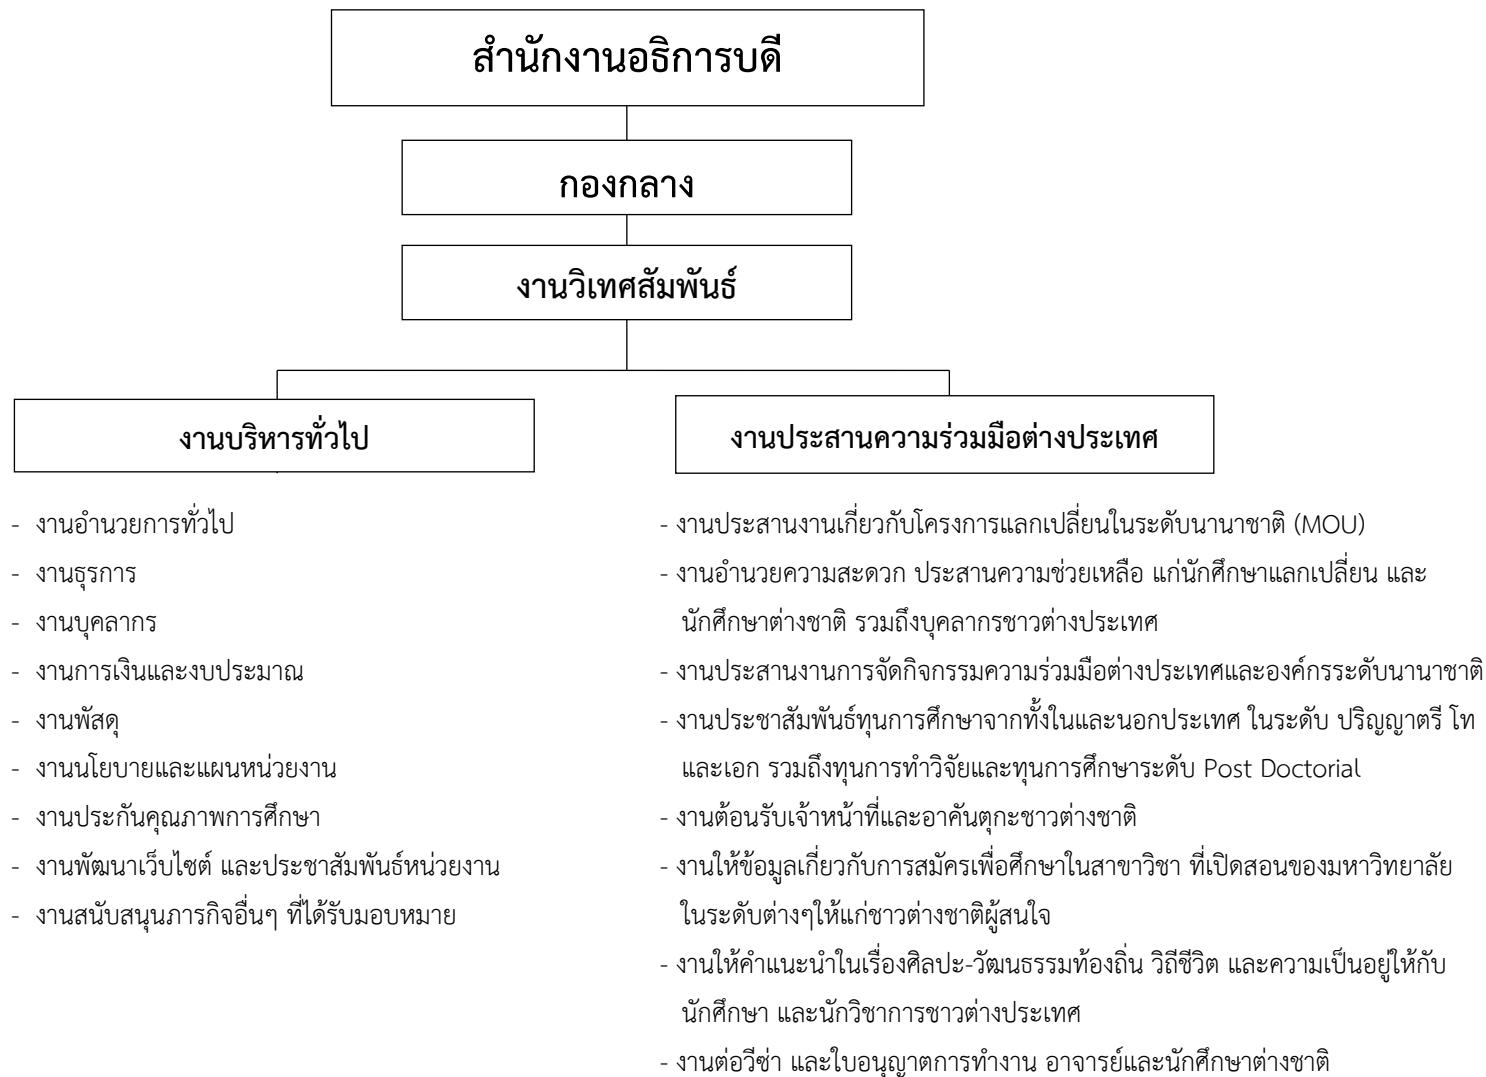 สำนักงานอธิการบดี
กองกลาง
งานวิเทศสัมพันธ์
งานบริหารทั่วไป
- งานอำนวยการทั่วไป
- งานธุรการ
- งานบุคลากร
- งานการเงินและงบประมาณ
- งานพัสดุ
- งานนโยบายและแผนหน่วยงาน
- งานประกันคุณภาพการศึกษา
- งานพัฒนาเว็บไซต์ และประชาสัมพันธ์หน่วยงาน
- งานสนับสนุนภารกิจอื่นๆ ที่ได้รับมอบหมาย
งานประสานความร่วมมือต่างประเทศ
- งานประสานงานเกี่ยวกับโครงการแลกเปลี่ยนในระดับนานาชาติ (MOU)
- งานอำนวยความสะดวก ประสานความช่วยเหลือ แก่นักศึกษาแลกเปลี่ยน และ
นักศึกษาต่างชาติ รวมถึงบุคลากรชาวต่างประเทศ
- งานประสานงานการจัดกิจกรรมความร่วมมือต่างประเทศและองค์กรระดับนานาชาติ
- งานประชาสัมพันธ์ทุนการศึกษาจากทั้งในและนอกประเทศ ในระดับ ปริญญาตรี โท
และเอก รวมถึงทุนการทำวิจัยและทุนการศึกษาระดับ Post Doctorial
- งานต้อนรับเจ้าหน้าที่และอาคันตุกะชาวต่างชาติ
- งานให้ข้อมูลเกี่ยวกับการสมัครเพื่อศึกษาในสาขาวิชา ที่เปิดสอนของมหาวิทยาลัย
ในระดับต่างๆให้แก่ชาวต่างชาติผู้สนใจ
- งานให้คำแนะนำในเรื่องศิลปะ-วัฒนธรรมท้องถิ่น วิถีชีวิต และความเป็นอยู่ให้กับ
นักศึกษา และนักวิชาการชาวต่างประเทศ
- งานต่อวีซ่า และใบอนุญาตการทำงาน อาจารย์และนักศึกษาต่างชาติ